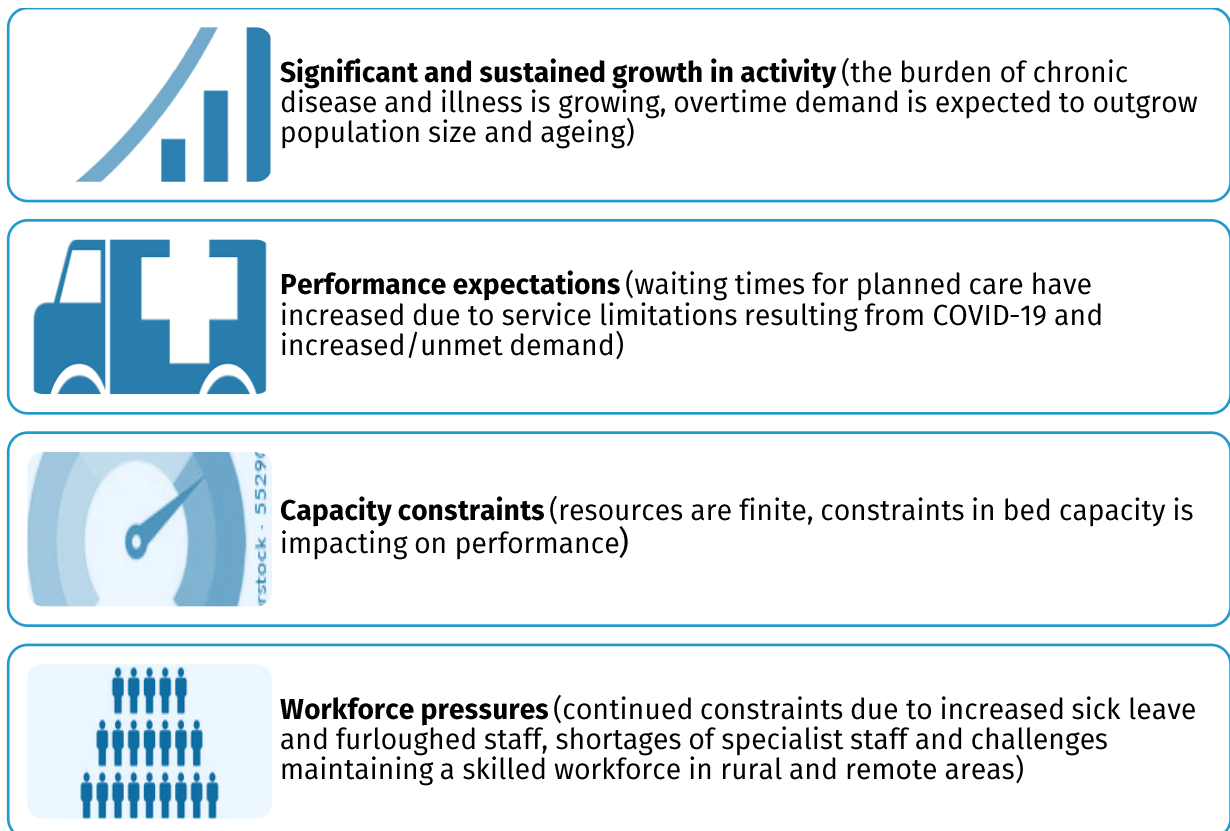 Significant and sustained growth in activity (the burden of chronic
disease and illness is growing, overtime demand is expected to outgrow
population size and ageing)
Performance expectations (waiting times for planned care have
increased due to service limitations resulting from COVID-19 and
increased/unmet demand)
rstock - 5529
Capacity constraints (resources are finite, constraints in bed capacity is
impacting on performance)
Workforce pressures (continued constraints due to increased sick leave
and furloughed staff, shortages of specialist staff and challenges
maintaining a skilled workforce in rural and remote areas)